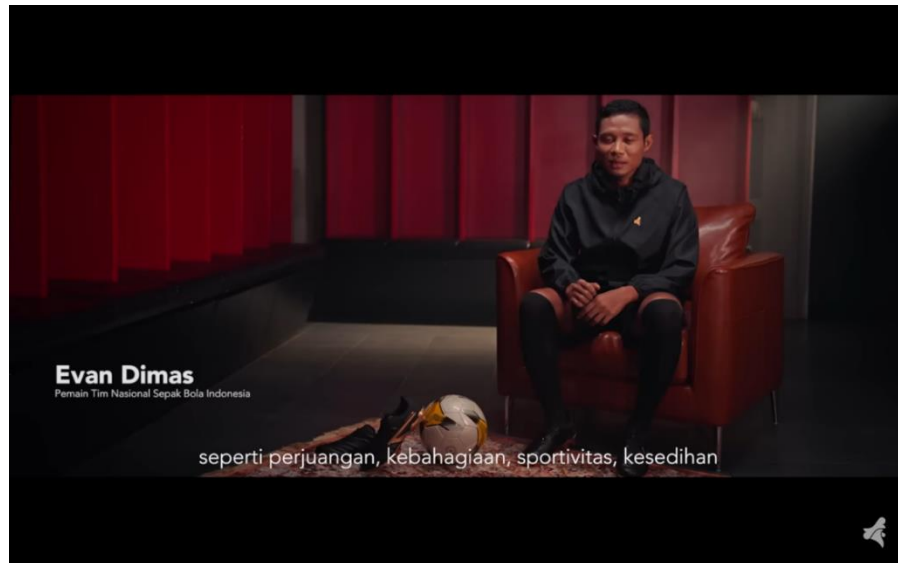 Evan Dimas
Pemain Tim Nasional Sepak Bola Indonesia
seperti perjuangan, kebahagiaan, sportivitas, kesedihan